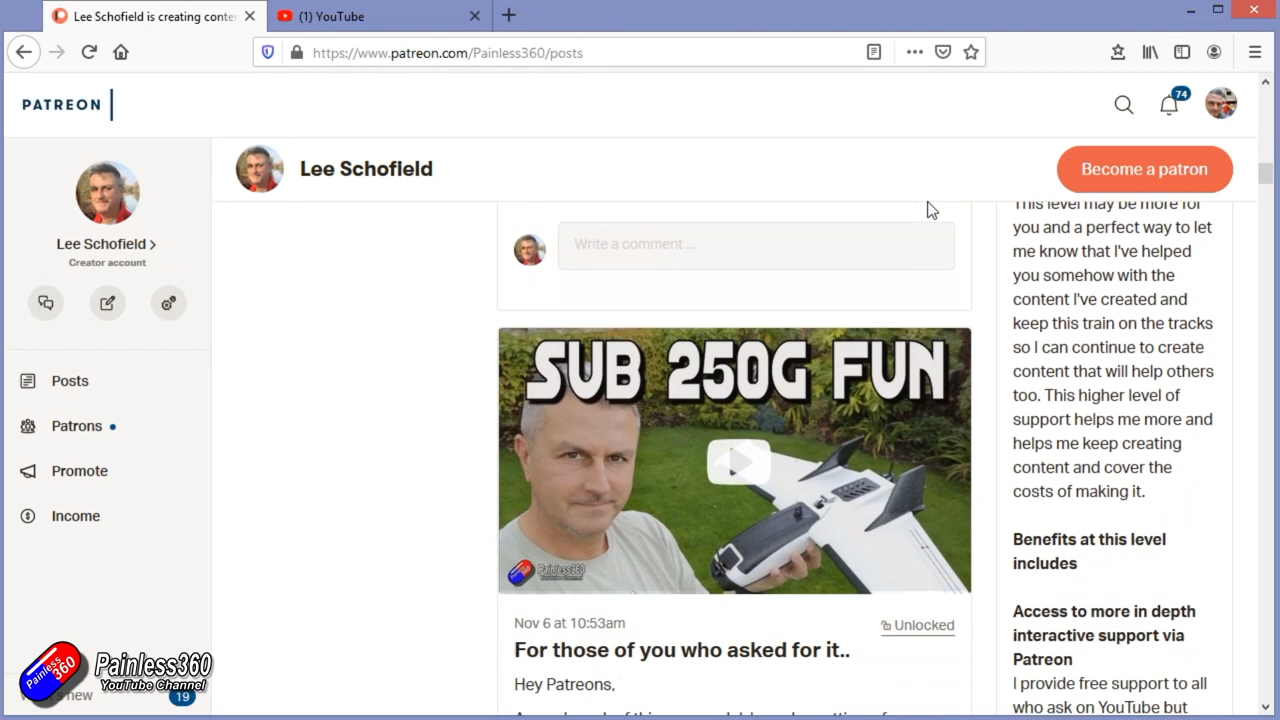 Lee Schofield is creating conter
(1) YouTube
https://www.patreon.com/Painless360/posts
PATREON
74
Lee Schofield
Become a patron
Lee Schofield
Creator account
Posts
Patrons
Promote
Income
19
Write a comment ...
SUB 250G FUN
Painless360
YouTube Channel
Nov 6 at 10:53am
Unlocked
For those of you who asked for it..
Hey Patreons,
This level may be more for
you and a perfect way to let
me know that I've helped
you somehow with the
content I've created and
keep this train on the tracks
so I can continue to create
content that will help others
too. This higher level of
support helps me more and
helps me keep creating
content and cover the
costs of making it.
Benefits at this level
includes
Access to more in depth
interactive support via
Patreon
I provide free support to all
who ask on YouTube but
Painless360
Painless360
YouTube Channel
new